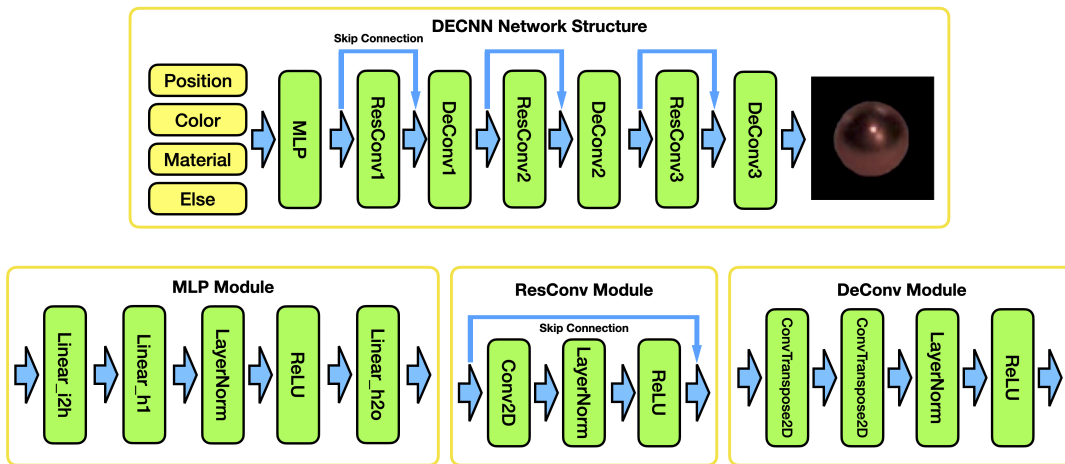 DECNN Network Structure
Skip Connection
Position
Color
Material
Else
MLP
ResConv1
DeConv1
ResConv2
DeConv2
ResConv3
DeConv3
MLP Module
Linear_i2h
Linear_h1
LayerNorm
ReLU
Linear_h2o
ResConv Module
Skip Connection
Conv2D
LayerNorm
ReLU
DeConv Module
ConvTranspose2D
ConvTranspose2D
LayerNorm
ReLU